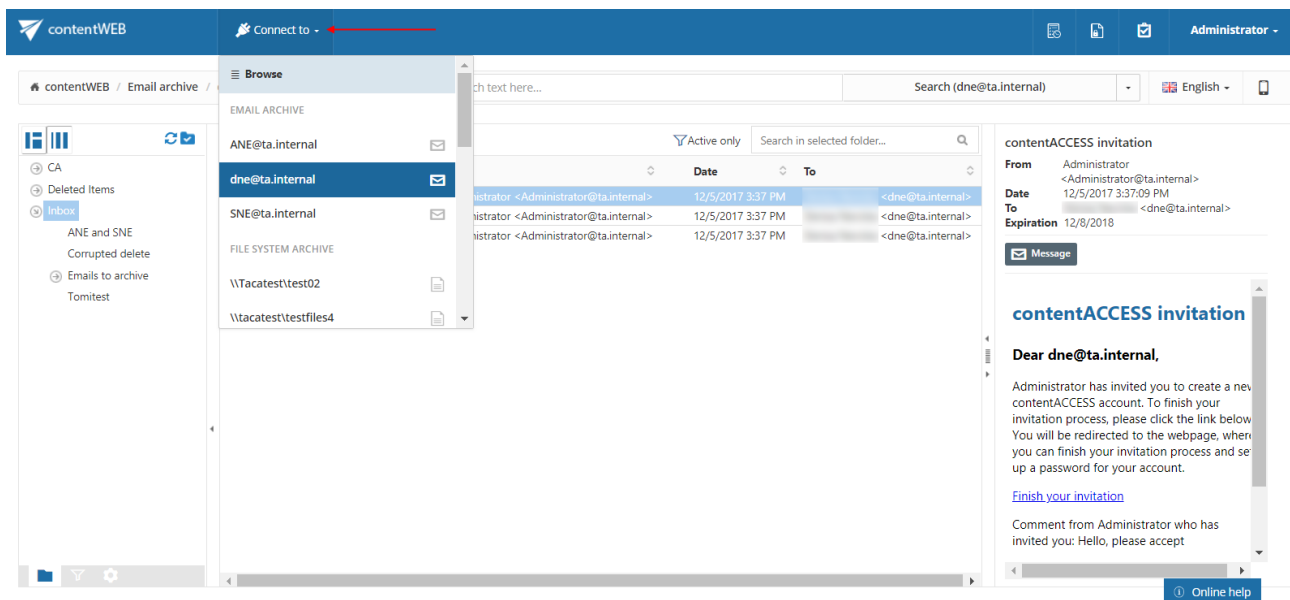 contentWEB
Connect to
Administrator
contentWEB / Email archive /
ch text here...
Search (dne@ta.internal)
English
Browse
EMAIL ARCHIVE
ANE@ta.internal
dne@ta.internal
SNE@ta.internal
FILE SYSTEM ARCHIVE
\\Tacatest\test02
\\tacatest\testfiles4
CA
Deleted Items
Inbox
ANE and SNE
Corrupted delete
Emails to archive
Tomitest
Active only
Search in selected folder...
Date To
nistrator <Administrator@ta.internal> 12/5/2017 3:37 PM <dne@ta.internal>
nistrator <Administrator@ta.internal> 12/5/2017 3:37 PM <dne@ta.internal>
nistrator <Administrator@ta.internal> 12/5/2017 3:37 PM <dne@ta.internal>
contentACCESS invitation
From Administrator
<Administrator@ta.internal>
Date 12/5/2017 3:37:09 PM
To <dne@ta.internal>
Expiration 12/8/2018
Message
contentACCESS invitation
Dear dne@ta.internal,
Administrator has invited you to create a new
contentACCESS account. To finish your
invitation process, please click the link below
You will be redirected to the webpage, where
you can finish your invitation process and se
up a password for your account.
Finish your invitation
Comment from Administrator who has
invited you: Hello, please accept
Online help